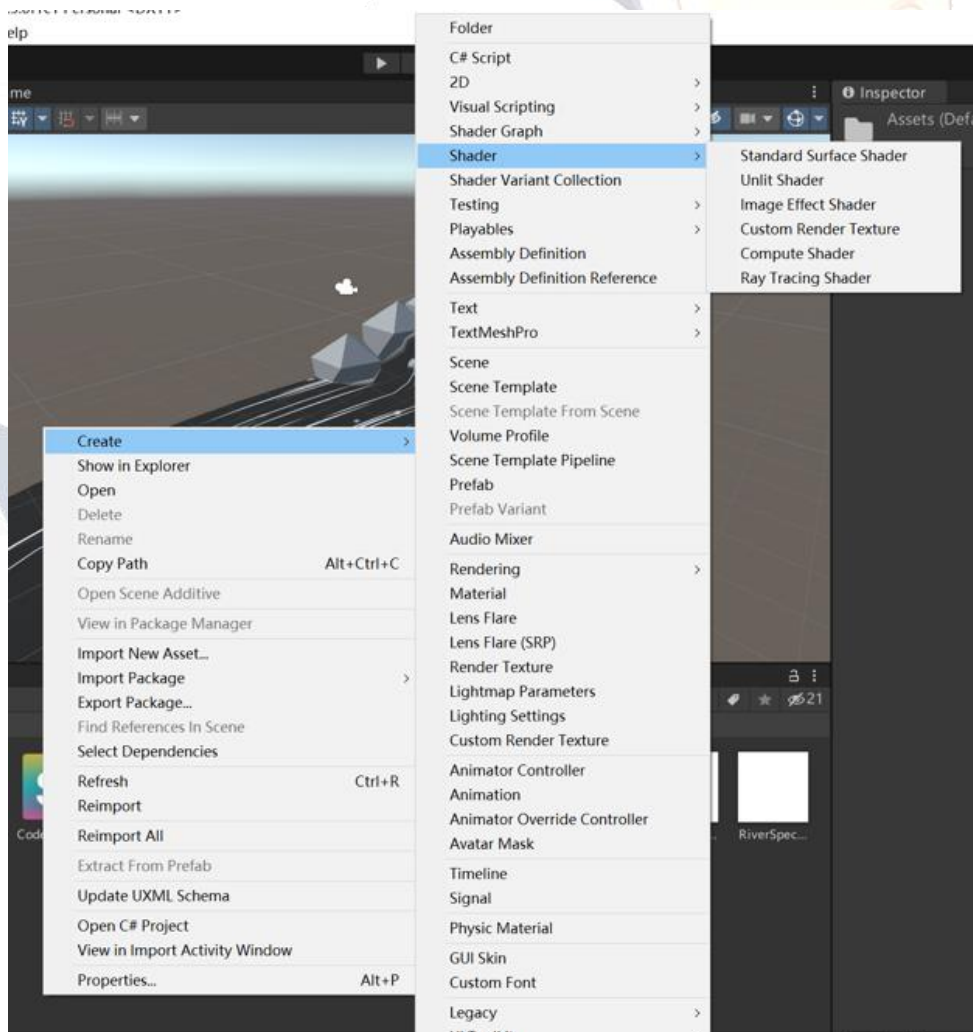 elp
me
Inspector
Assets (Defa
Folder
C# Script
2D
Visual Scripting
Shader Graph
Shader
Shader Variant Collection
Testing
Playables
Assembly Definition
Assembly Definition Reference
Text
TextMeshPro
Scene
Scene Template
Scene Template From Scene
Volume Profile
Scene Template Pipeline
Prefab
Prefab Variant
Audio Mixer
Rendering
Material
Lens Flare
Lens Flare (SRP)
Render Texture
Lightmap Parameters
Lighting Settings
Custom Render Texture
Animator Controller
Animation
Animator Override Controller
Avatar Mask
Timeline
Signal
Physic Material
GUI Skin
Custom Font
Legacy
Standard Surface Shader
Unlit Shader
Image Effect Shader
Custom Render Texture
Compute Shader
Ray Tracing Shader
Create
Show in Explorer
Open
Delete
Rename
Copy Path Alt+Ctrl+C
Open Scene Additive
View in Package Manager
Import New Asset...
Import Package
Export Package...
Find References In Scene
Select Dependencies
Refresh Ctrl+R
Reimport
Reimport All
Extract From Prefab
Update UXML Schema
Open C# Project
View in Import Activity Window
Properties... Alt+P
21
Code
RiverSpec...